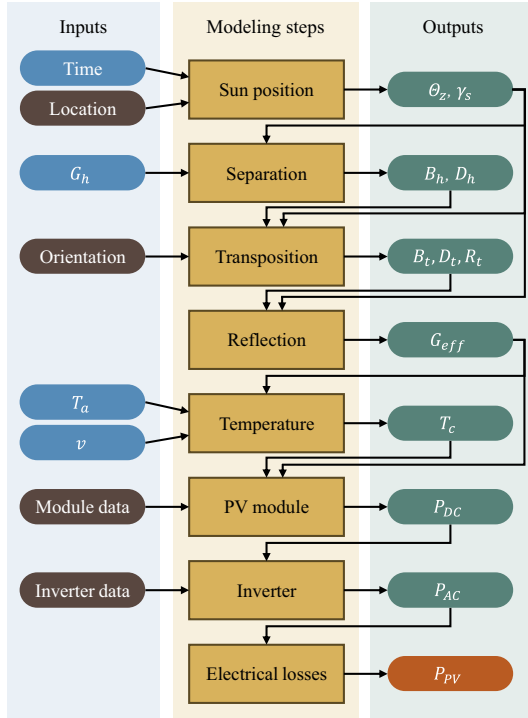 Inputs
Modeling steps
Outputs
Time
Location
Sun position
Θz, γs
Gh
Separation
Bh, Dh
Orientation
Transposition
Bt, Dt, Rt
Reflection
Geff
Ta
v
Temperature
Tc
Module data
PV module
PDC
Inverter data
Inverter
PAC
Electrical losses
PPV